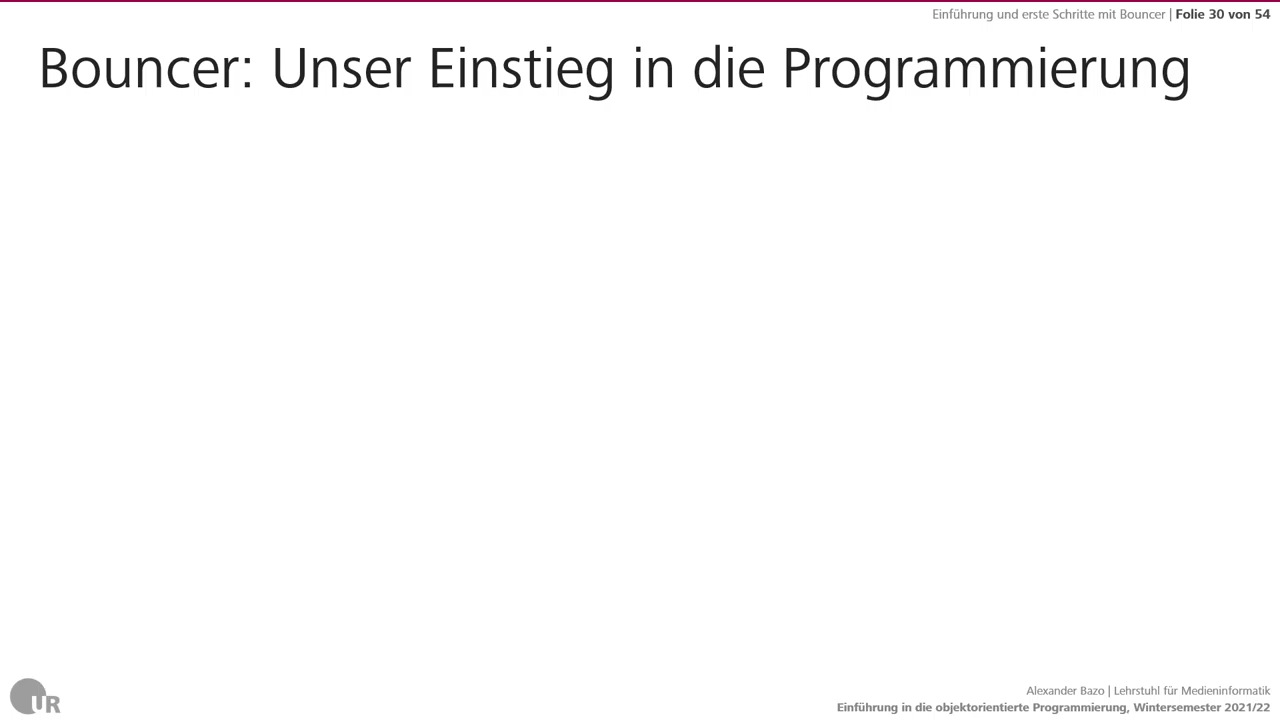 Einführung und erste Schritte mit Bouncer | Folie 30 von 54
Bouncer: Unser Einstieg in die Programmierung
UR
Alexander Bazo | Lehrstuhl für Medieninformatik
Einführung in die objektorientierte Programmierung, Wintersemester 2021/22